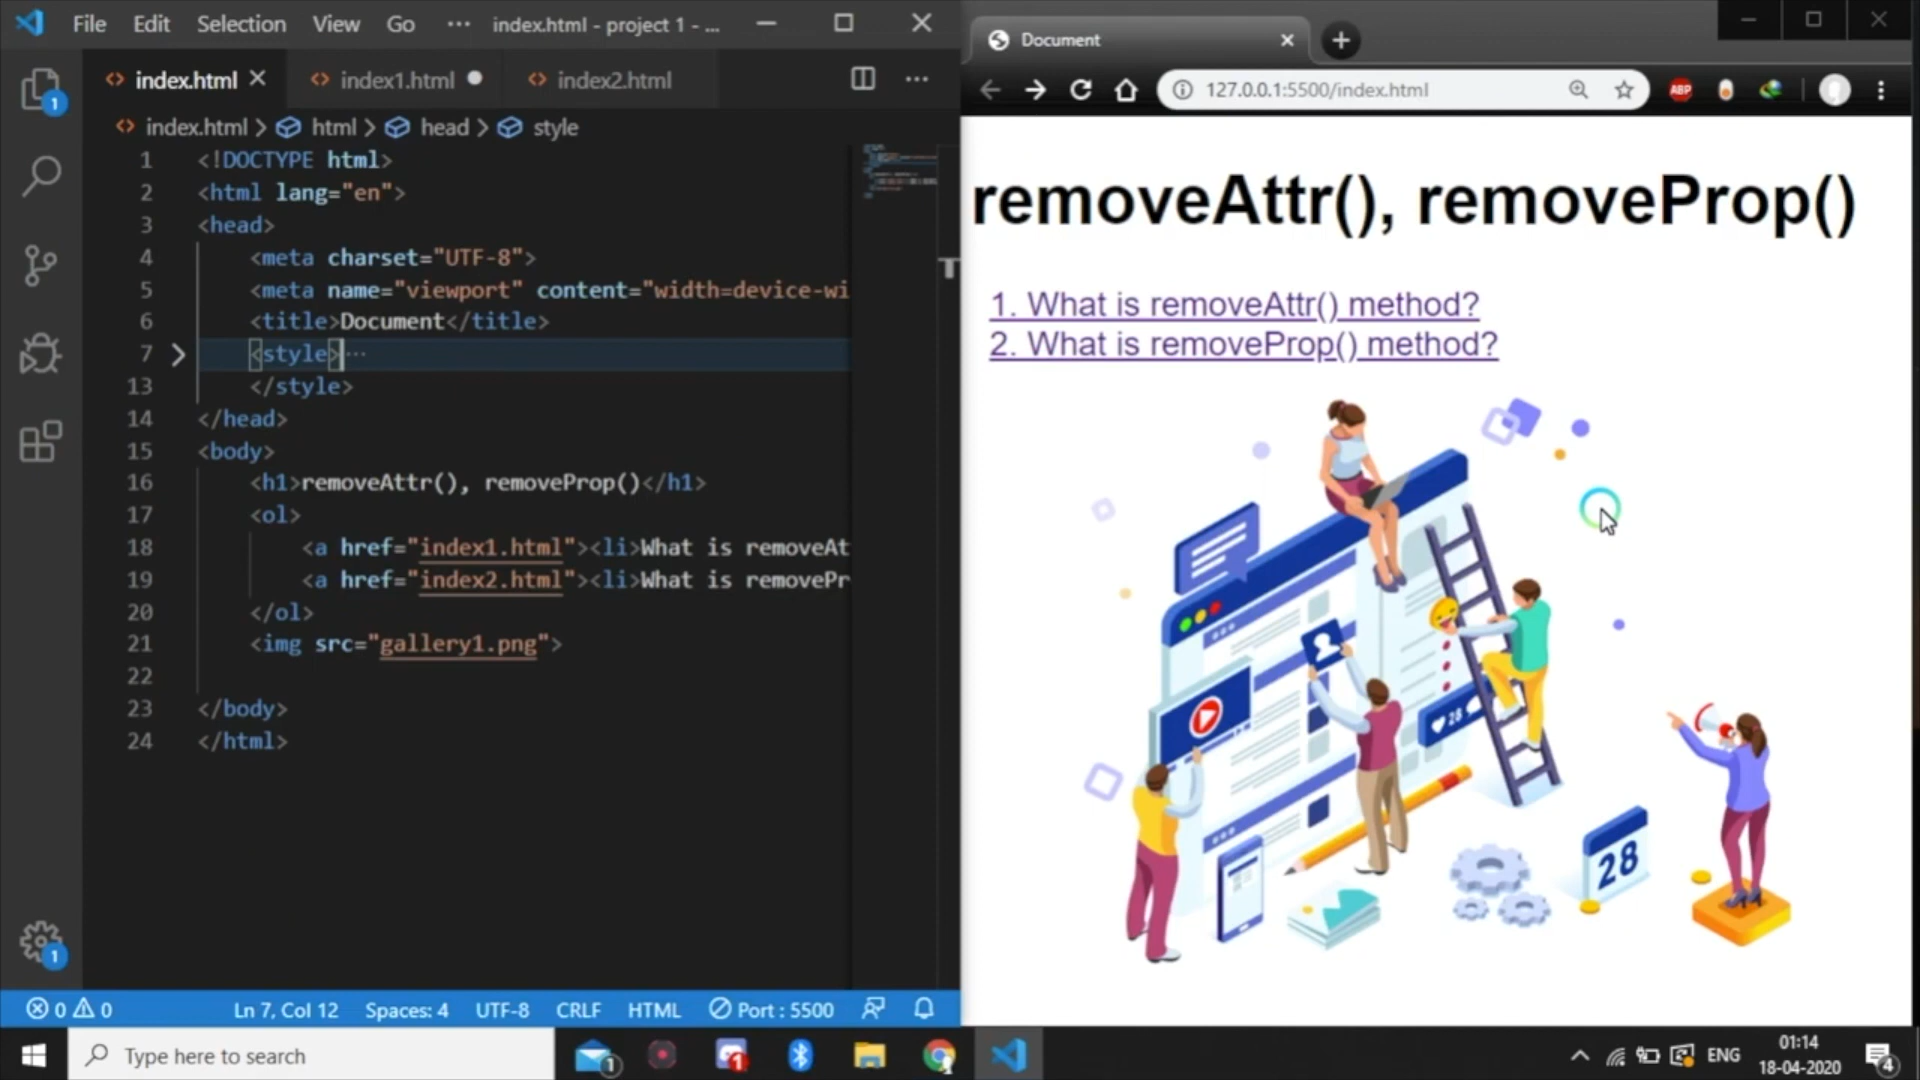 File Edit Selection View Go ··· index.html - project 1 - ...
index.html index1.html index2.html ···
index.html > html > head > style
1 <!DOCTYPE html>
2 <html lang="en">
3 <head>
4 <meta charset="UTF-8">
5 <meta name="viewport" content="width=device-wi
6 <title>Document</title>
7 <style>···
13 </style>
14 </head>
15 <body>
16 <h1>removeAttr(), removeProp()</h1>
17 <ol>
18 <a href="index1.html"><li>What is removeAt
19 <a href="index2.html"><li>What is removePr
20 </ol>
21 <img src="gallery1.png">
22
23 </body>
24 </html>
1
1
0 0 Ln 7, Col 12 Spaces: 4 UTF-8 CRLF HTML Port : 5500
Document
127.0.0.1:5500/index.html
ABP
removeAttr(), removeProp()
1. What is removeAttr() method?
2. What is removeProp() method?
28
28
Type here to search
1
1
ENG
01:14
18-04-2020
4